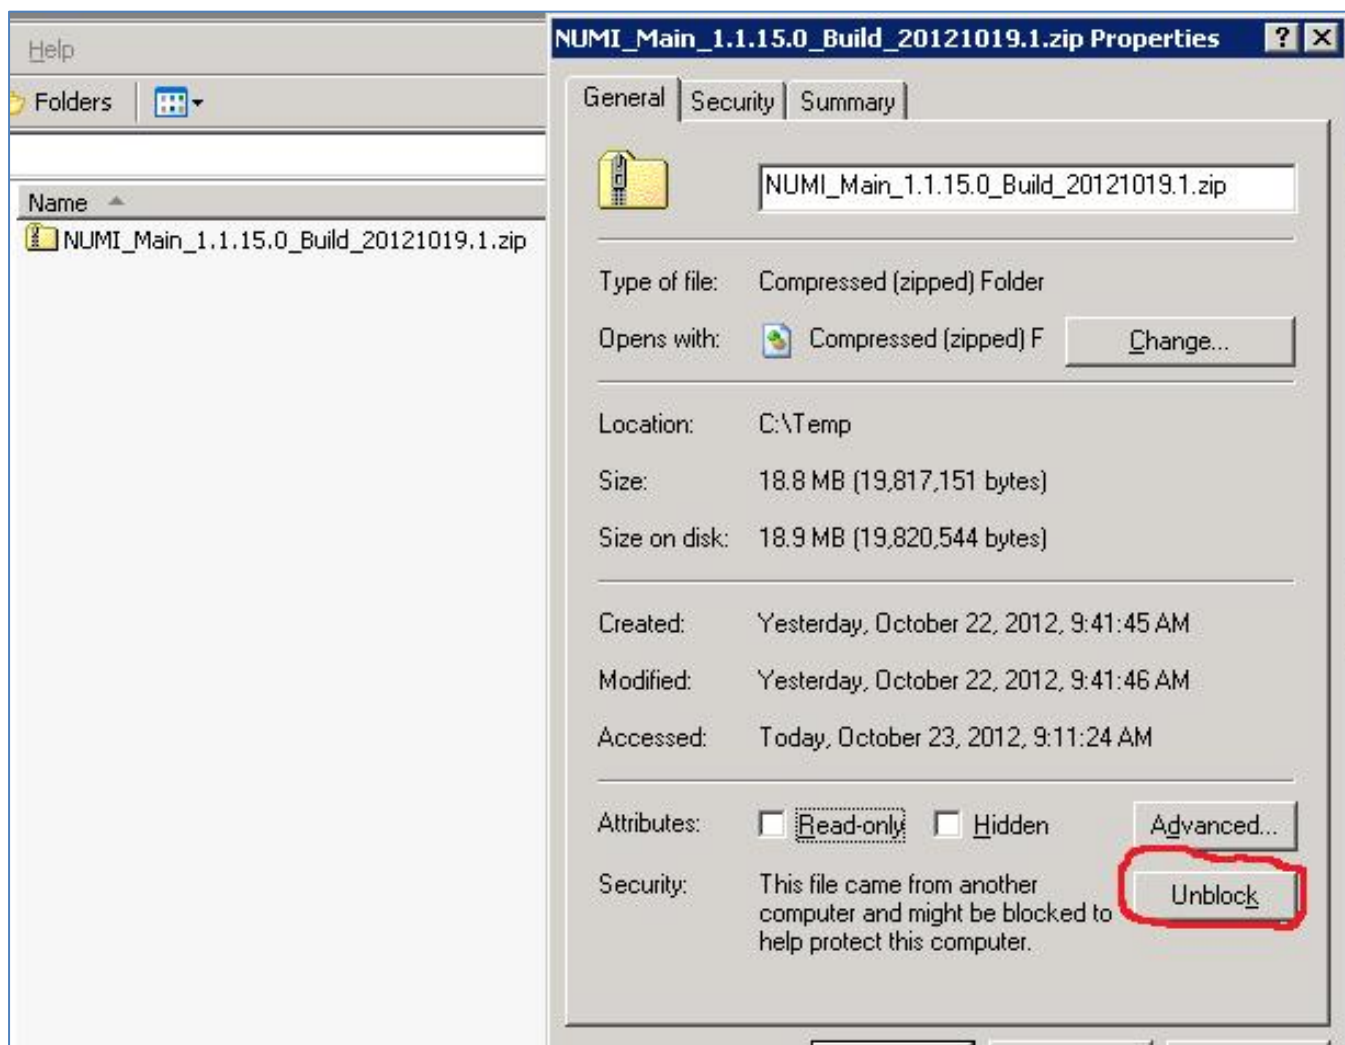 Help
Folders
Name
NUMI_Main_1.1.15.0_Build_20121019.1.zip
NUMI_Main_1.1.15.0_Build_20121019.1.zip Properties
General Security Summary
NUMI_Main_1.1.15.0_Build_20121019.1.zip
Type of file: Compressed (zipped) Folder
Opens with: Compressed (zipped) F Change...
Location: C:\Temp
Size: 18.8 MB (19,817,151 bytes)
Size on disk: 18.9 MB (19,820,544 bytes)
Created: Yesterday, October 22, 2012, 9:41:45 AM
Modified: Yesterday, October 22, 2012, 9:41:46 AM
Accessed: Today, October 23, 2012, 9:11:24 AM
Attributes: Read-only Hidden Advanced...
Security: This file came from another Unblock
computer and might be blocked to
help protect this computer.